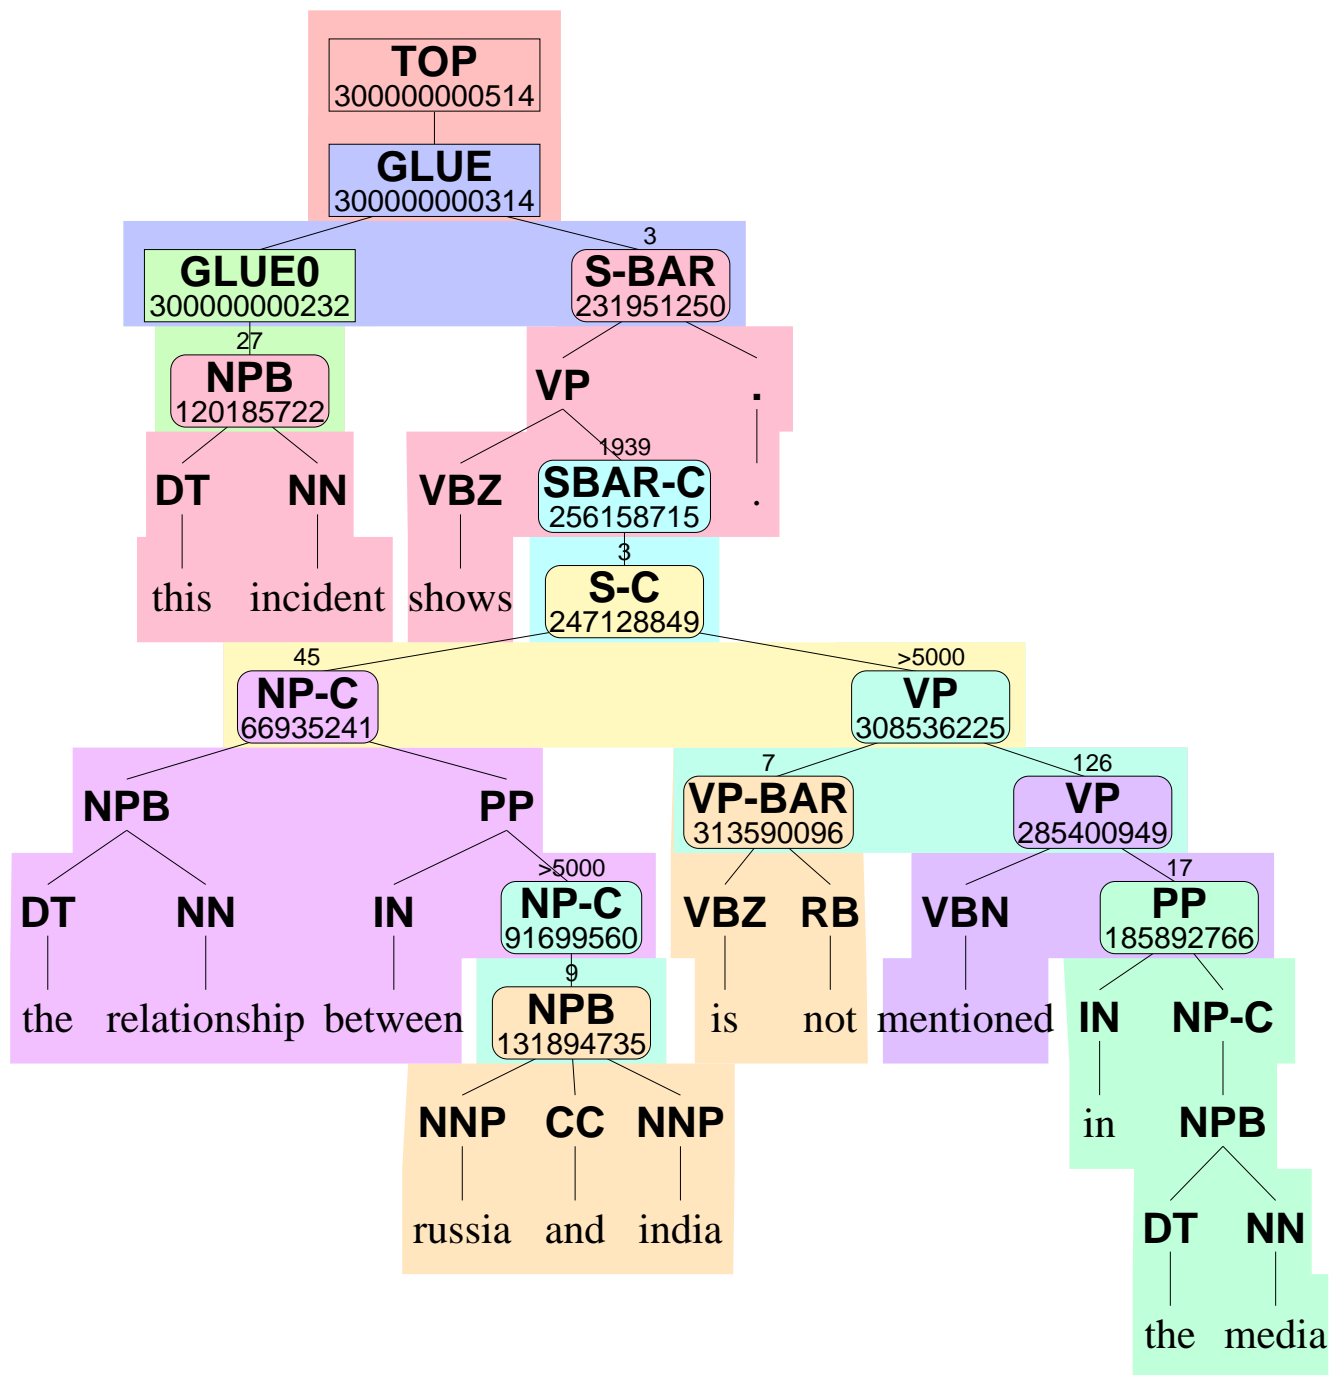 TOP
300000000514
GLUE
300000000314
3
GLUE0 S-BAR
300000000232 231951250
27
NPB VP .
120185722
1939
DT NN VBZ SBAR-C .
256158715
3
this incident shows S-C
247128849
45 >5000
NP-C VP
66935241 308536225
7 126
NPB PP VP-BAR VP
313590096 285400949
>5000 17
DT NN IN NP-C VBZ RB VBN PP
91699560 185892766
9
the relationship between NPB is not mentioned IN NP-C
131894735
NNP CC NNP in NPB
russia and india DT NN
the media